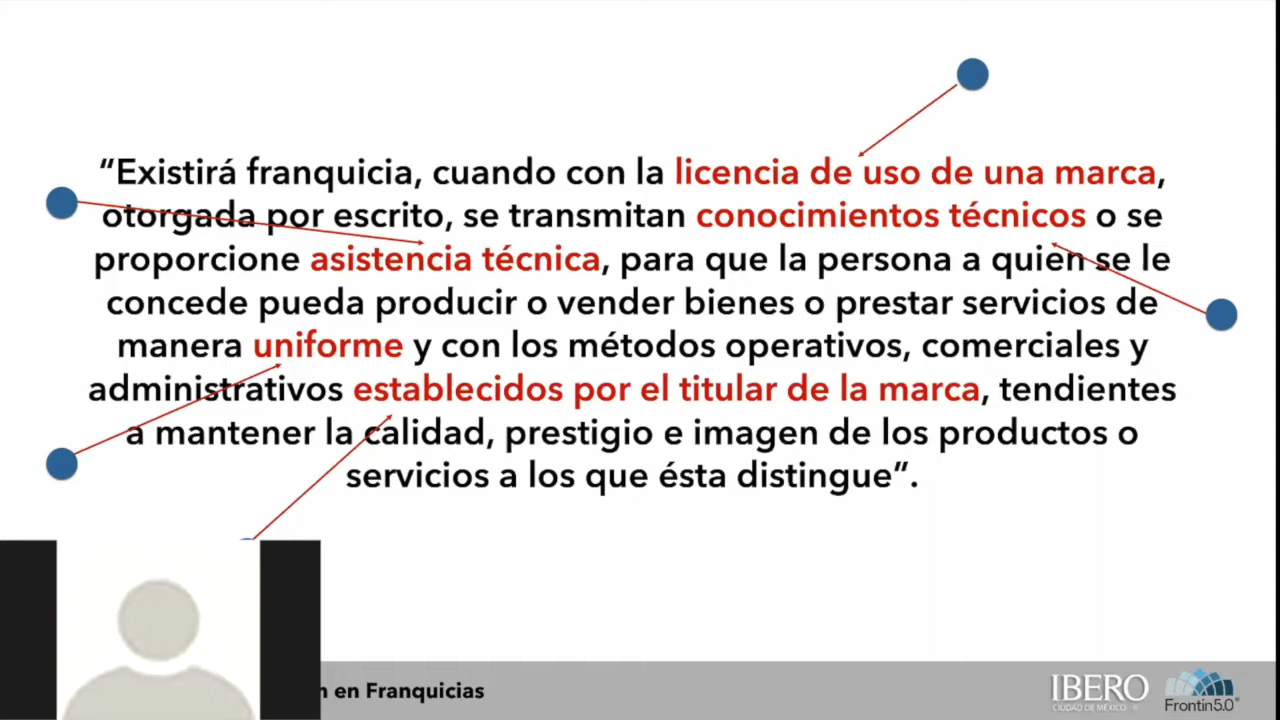 “Existirá franquicia, cuando con la licencia de uso de una marca,
otorgada por escrito, se transmitan conocimientos técnicos o se
proporcione asistencia técnica, para que la persona a quien se le
concede pueda producir o vender bienes o prestar servicios de
manera uniforme y con los métodos operativos, comerciales y
administrativos establecidos por el titular de la marca, tendientes
a mantener la calidad, prestigio e imagen de los productos o
servicios a los que ésta distingue”.
en Franquicias
IBERO
CIUDAD DE MÉXICO ®
Frontin5.0®